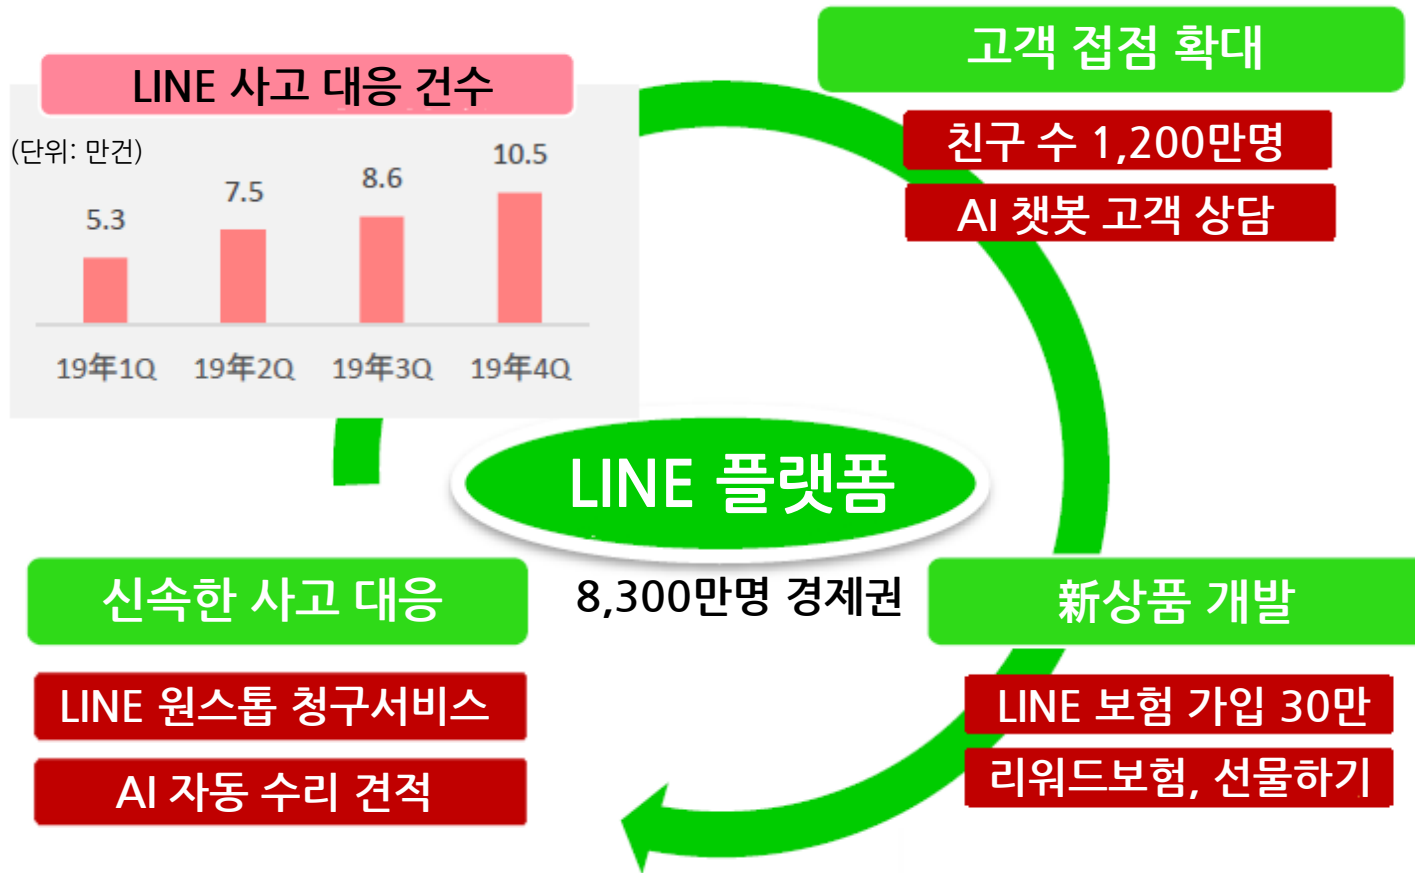 LINE 사고 대응 건수
(단위: 만건)
5.3
7.5
8.6
10.5
19年1Q
19年2Q
19年3Q
19年4Q
고객 접점 확대
친구 수 1,200만명
AI 챗봇 고객 상담
LINE 플랫폼
8,300만명 경제권
신속한 사고 대응
LINE 원스톱 청구서비스
AI 자동 수리 견적
新상품 개발
LINE 보험 가입 30만
리워드보험, 선물하기